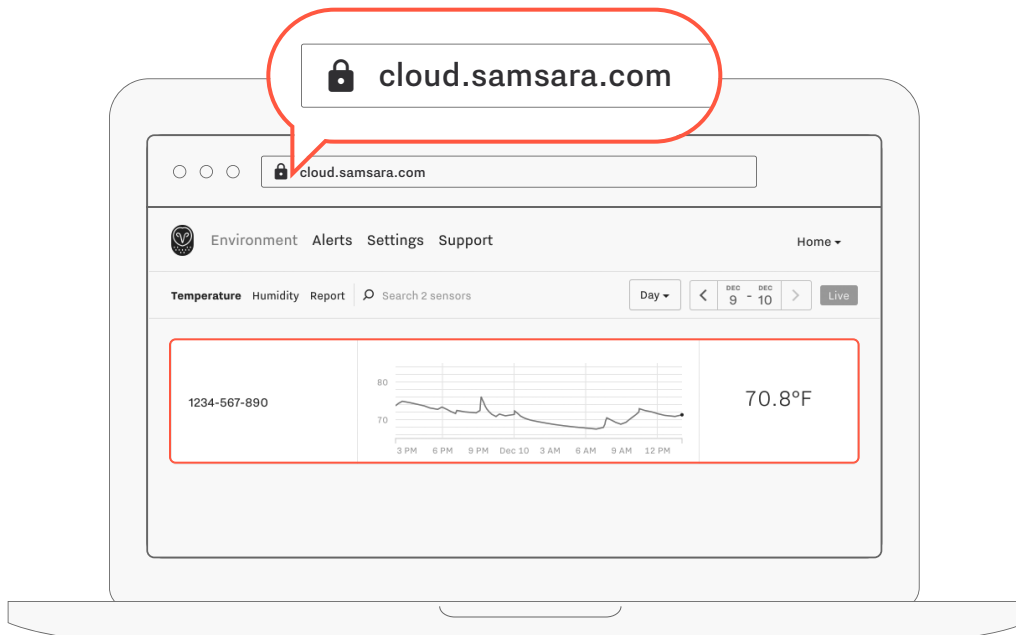 cloud.samsara.com
cloud.samsara.com
Environment Alerts Settings Support Home
Temperature Humidity Report Search 2 sensors Day DEC 9 - DEC 10 Live
1234-567-890
80
70
3 PM 6 PM 9 PM Dec 10 3 AM 6 AM 9 AM 12 PM
70.8°F